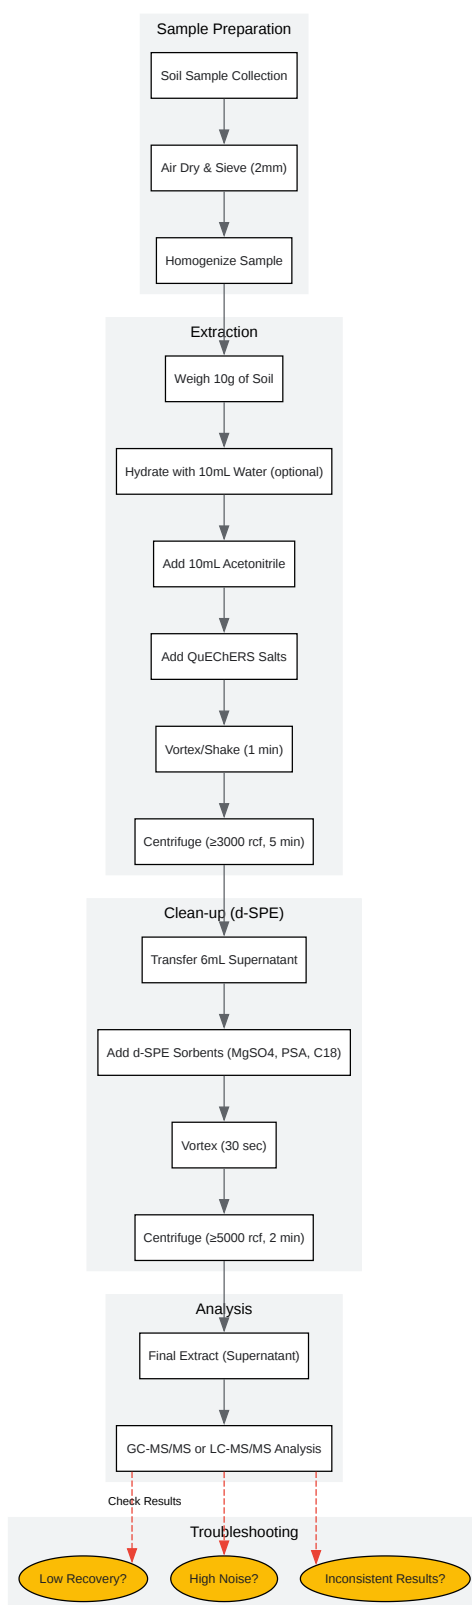 Sample Preparation
Soil Sample Collection
Air Dry & Sieve (2mm)
Homogenize Sample
Extraction
Weigh 10g of Soil
Hydrate with 10mL Water (optional)
Add 10mL Acetonitrile
Add QuEChERS Salts
Vortex/Shake (1 min)
Centrifuge (≥3000 rcf, 5 min)
Clean-up (d-SPE)
Transfer 6mL Supernatant
Add d-SPE Sorbents (MgSO4, PSA, C18)
Vortex (30 sec)
Centrifuge (≥5000 rcf, 2 min)
Analysis
Final Extract (Supernatant)
GC-MS/MS or LC-MS/MS Analysis
Check Results
Troubleshooting
Low Recovery?
High Noise?
Inconsistent Results?